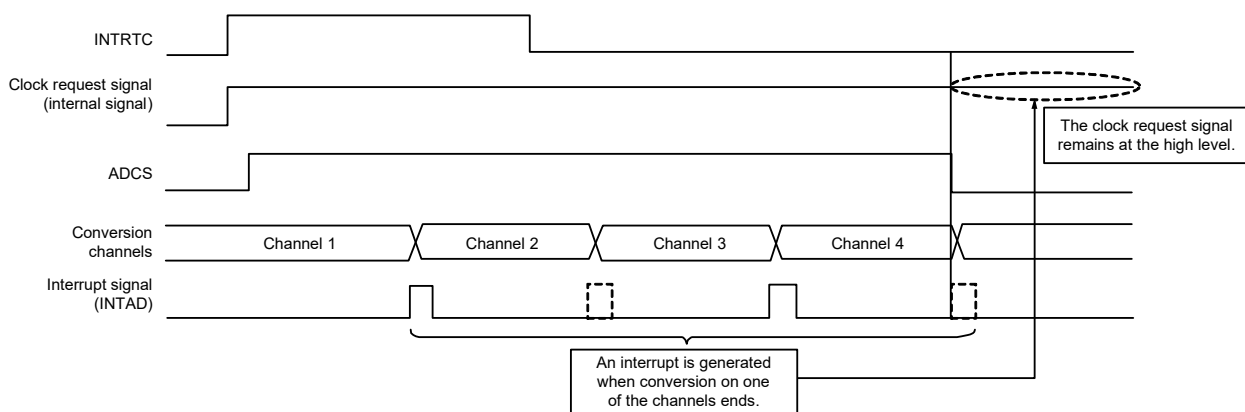 INTRTC
Clock request signal
(internal signal)
The clock request signal
remains at the high level.
ADCS
Conversion
channels
Channel 1
Channel 2
Channel 3
Channel 4
Interrupt signal
(INTAD)
An interrupt is generated
when conversion on one
of the channels ends.